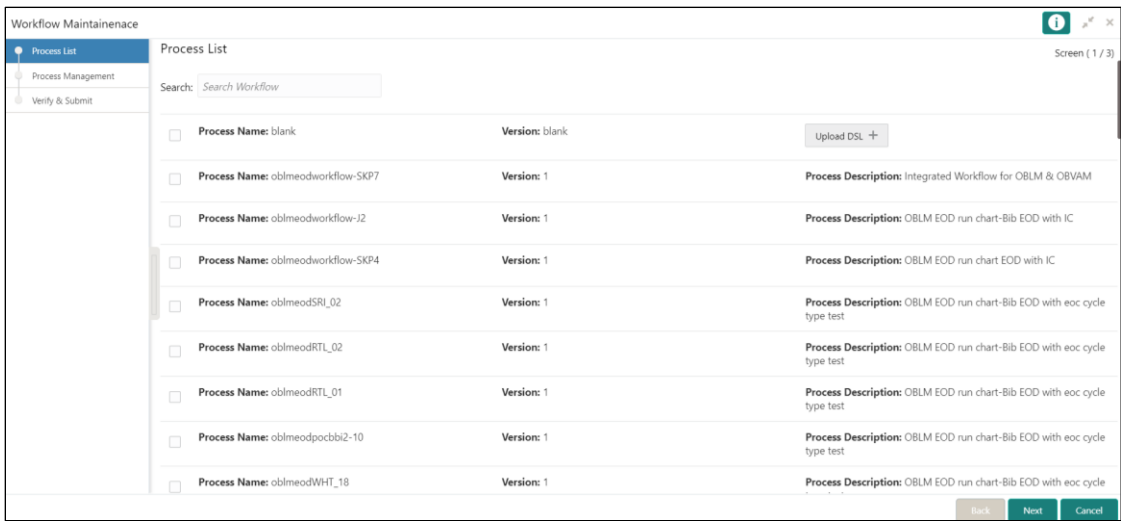 Workflow Maintainenace
Process List
Process Management
Verify & Submit
Process List
Screen ( 1 / 3)
Search: Search Workflow
Process Name: blank Version: blank Upload DSL +
Process Name: oblmeodworkflow-SKP7 Version: 1 Process Description: Integrated Workflow for OBLM & OBVAM
Process Name: oblmeodworkflow-J2 Version: 1 Process Description: OBLM EOD run chart-Bib EOD with IC
Process Name: oblmeodworkflow-SKP4 Version: 1 Process Description: OBLM EOD run chart EOD with IC
Process Name: oblmeodSRI_02 Version: 1 Process Description: OBLM EOD run chart-Bib EOD with eoc cycle
type test
Process Name: oblmeodRTL_02 Version: 1 Process Description: OBLM EOD run chart-Bib EOD with eoc cycle
type test
Process Name: oblmeodRTL_01 Version: 1 Process Description: OBLM EOD run chart-Bib EOD with eoc cycle
type test
Process Name: oblmeodpocbbi2-10 Version: 1 Process Description: OBLM EOD run chart-Bib EOD with eoc cycle
type test
Process Name: oblmeodWHT_18 Version: 1 Process Description: OBLM EOD run chart-Bib EOD with eoc cycle
Back Next Cancel